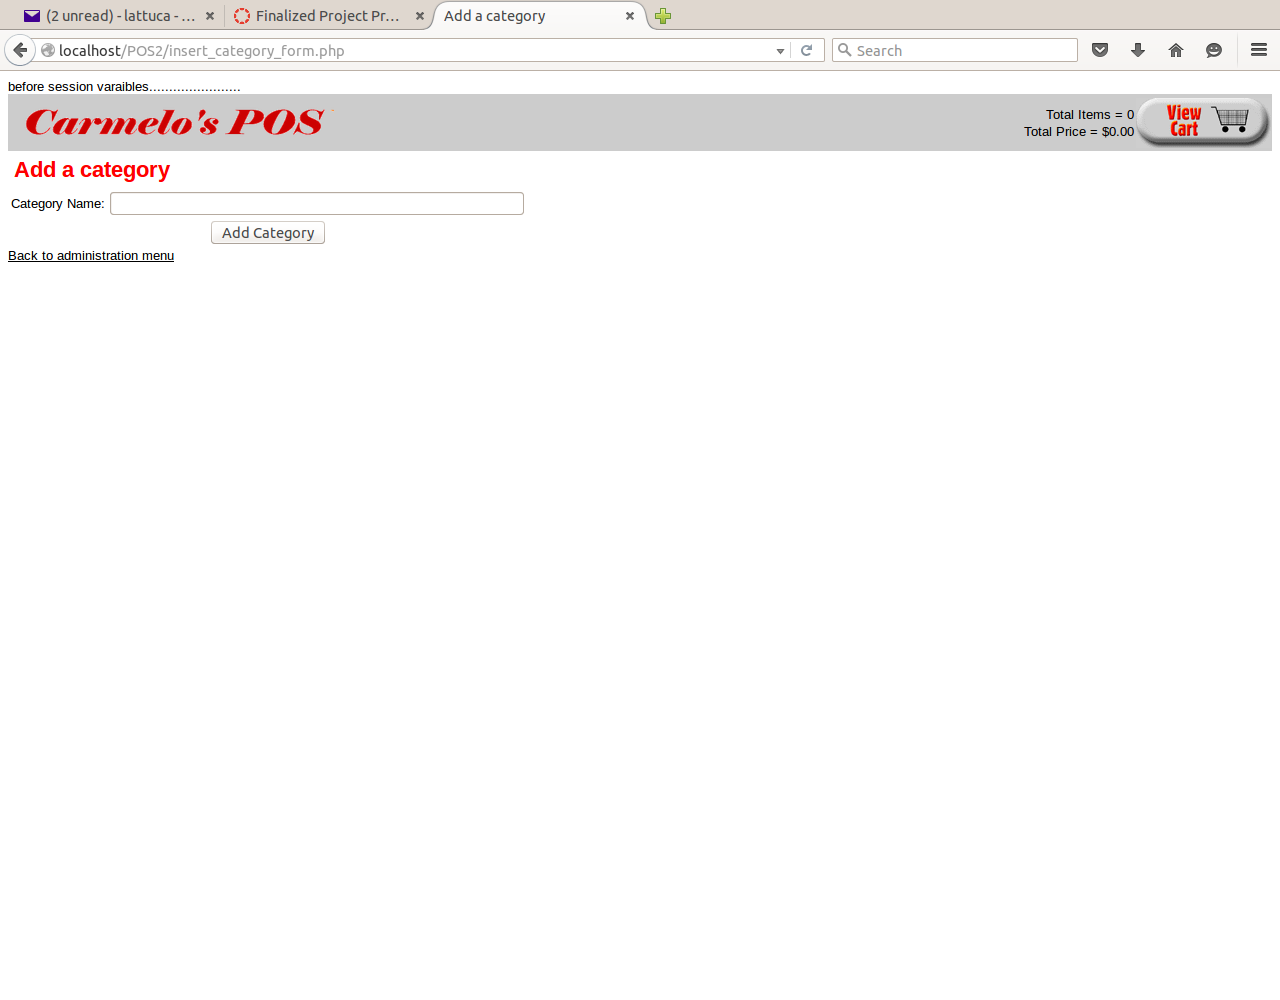 (2 unread) - lattuca - ...
Finalized Project Pr...
Add a category
localhost/POS2/insert_category_form.php
Search
before session varaibles.......................
Carmelo's POS
Total Items = 0
Total Price = $0.00
View
Cart
Add a category
Category Name:
Add Category
Back to administration menu